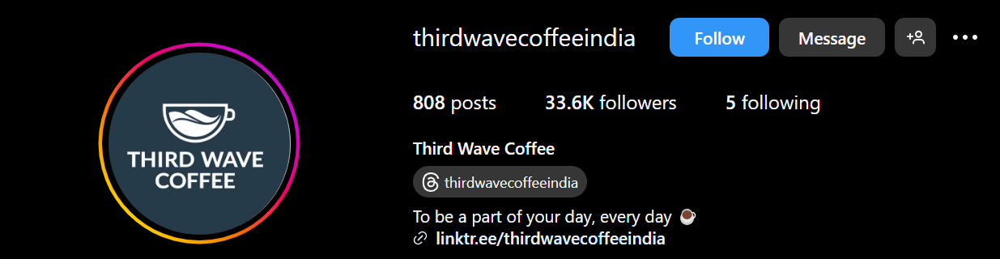 thirdwavecoffeeindia Follow Message
808 posts 33.6K followers 5 following
Third Wave Coffee
thirdwavecoffeeindia
To be a part of your day, every day ☕
linktr.ee/thirdwavecoffeeindia
THIRD WAVE
COFFEE